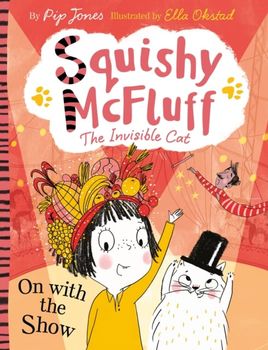 By Pip Jones Illustrated by Ella Okstad
Squishy
McFluff
The Invisible Cat
On with the
Show